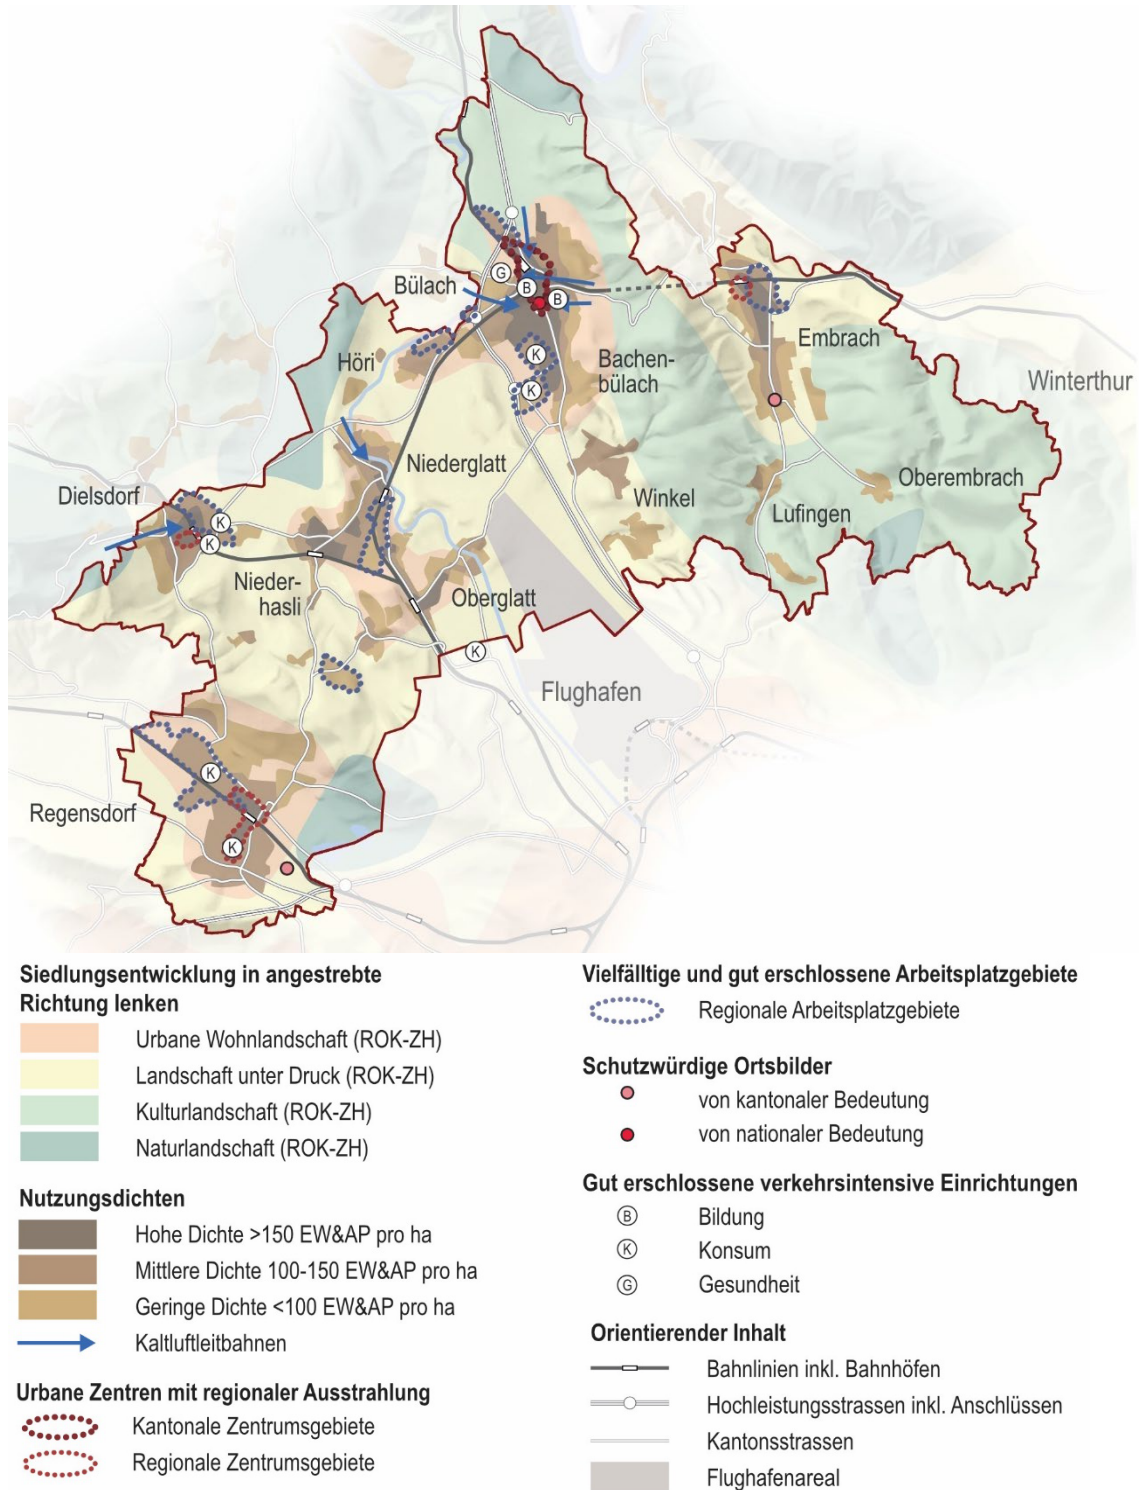 G
Bülach
B
B
Embrach
Höri
K
Bachen-
bülach
Winterthur
K
Niederglatt
Oberembrach
Dielsdorf
Winkel
Lufingen
K
K
Nieder-
hasli
Oberglatt
K
Flughafen
K
Regensdorf
K
Siedlungsentwicklung in angestrebte
Richtung lenken
Urbane Wohnlandschaft (ROK-ZH)
Landschaft unter Druck (ROK-ZH)
Kulturlandschaft (ROK-ZH)
Naturlandschaft (ROK-ZH)
Nutzungsdichten
Hohe Dichte >150 EW&AP pro ha
Mittlere Dichte 100-150 EW&AP pro ha
Geringe Dichte <100 EW&AP pro ha
Kaltluftleitbahnen
Urbane Zentren mit regionaler Ausstrahlung
Kantonale Zentrumsgebiete
Regionale Zentrumsgebiete
Vielfälltige und gut erschlossene Arbeitsplatzgebiete
Regionale Arbeitsplatzgebiete
Schutzwürdige Ortsbilder
von kantonaler Bedeutung
von nationaler Bedeutung
Gut erschlossene verkehrsintensive Einrichtungen
B Bildung
K Konsum
G Gesundheit
Orientierender Inhalt
Bahnlinien inkl. Bahnhöfen
Hochleistungsstrassen inkl. Anschlüssen
Kantonsstrassen
Flughafenareal